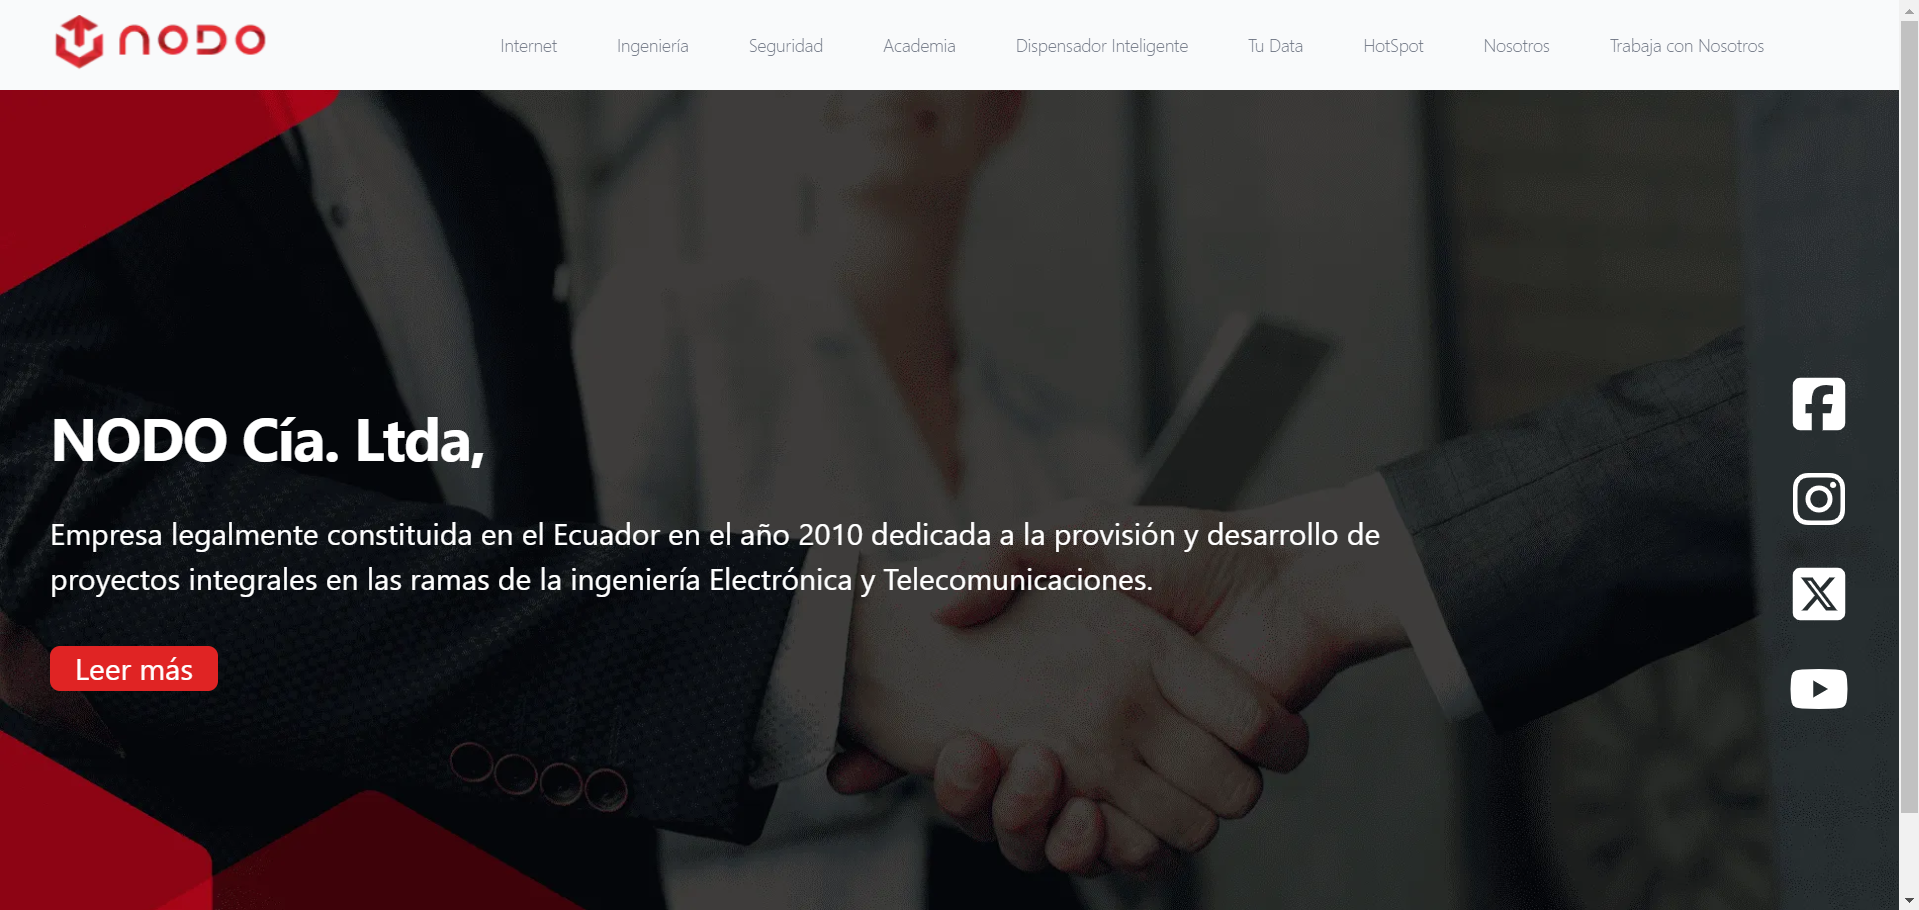 NODO
Internet
Ingeniería
Seguridad
Academia
Dispensador Inteligente
Tu Data
HotSpot
Nosotros
Trabaja con Nosotros
NODO Cía. Ltda,
Empresa legalmente constituida en el Ecuador en el año 2010 dedicada a la provisión y desarrollo de
proyectos integrales en las ramas de la ingeniería Electrónica y Telecomunicaciones.
Leer más